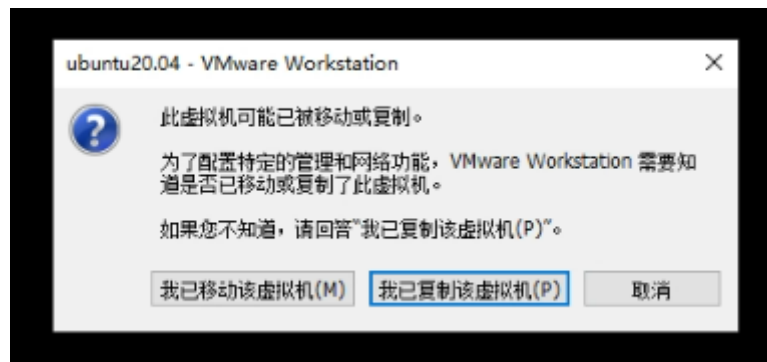 ubuntu20.04 - VMware Workstation
此虚拟机可能已被移动或复制。
为了配置特定的管理和网络功能，VMware Workstation 需要知
道是否已移动或复制了此虚拟机。
如果您不知道，请回答“我已复制该虚拟机(P)”。
我已移动该虚拟机(M) 我已复制该虚拟机(P) 取消